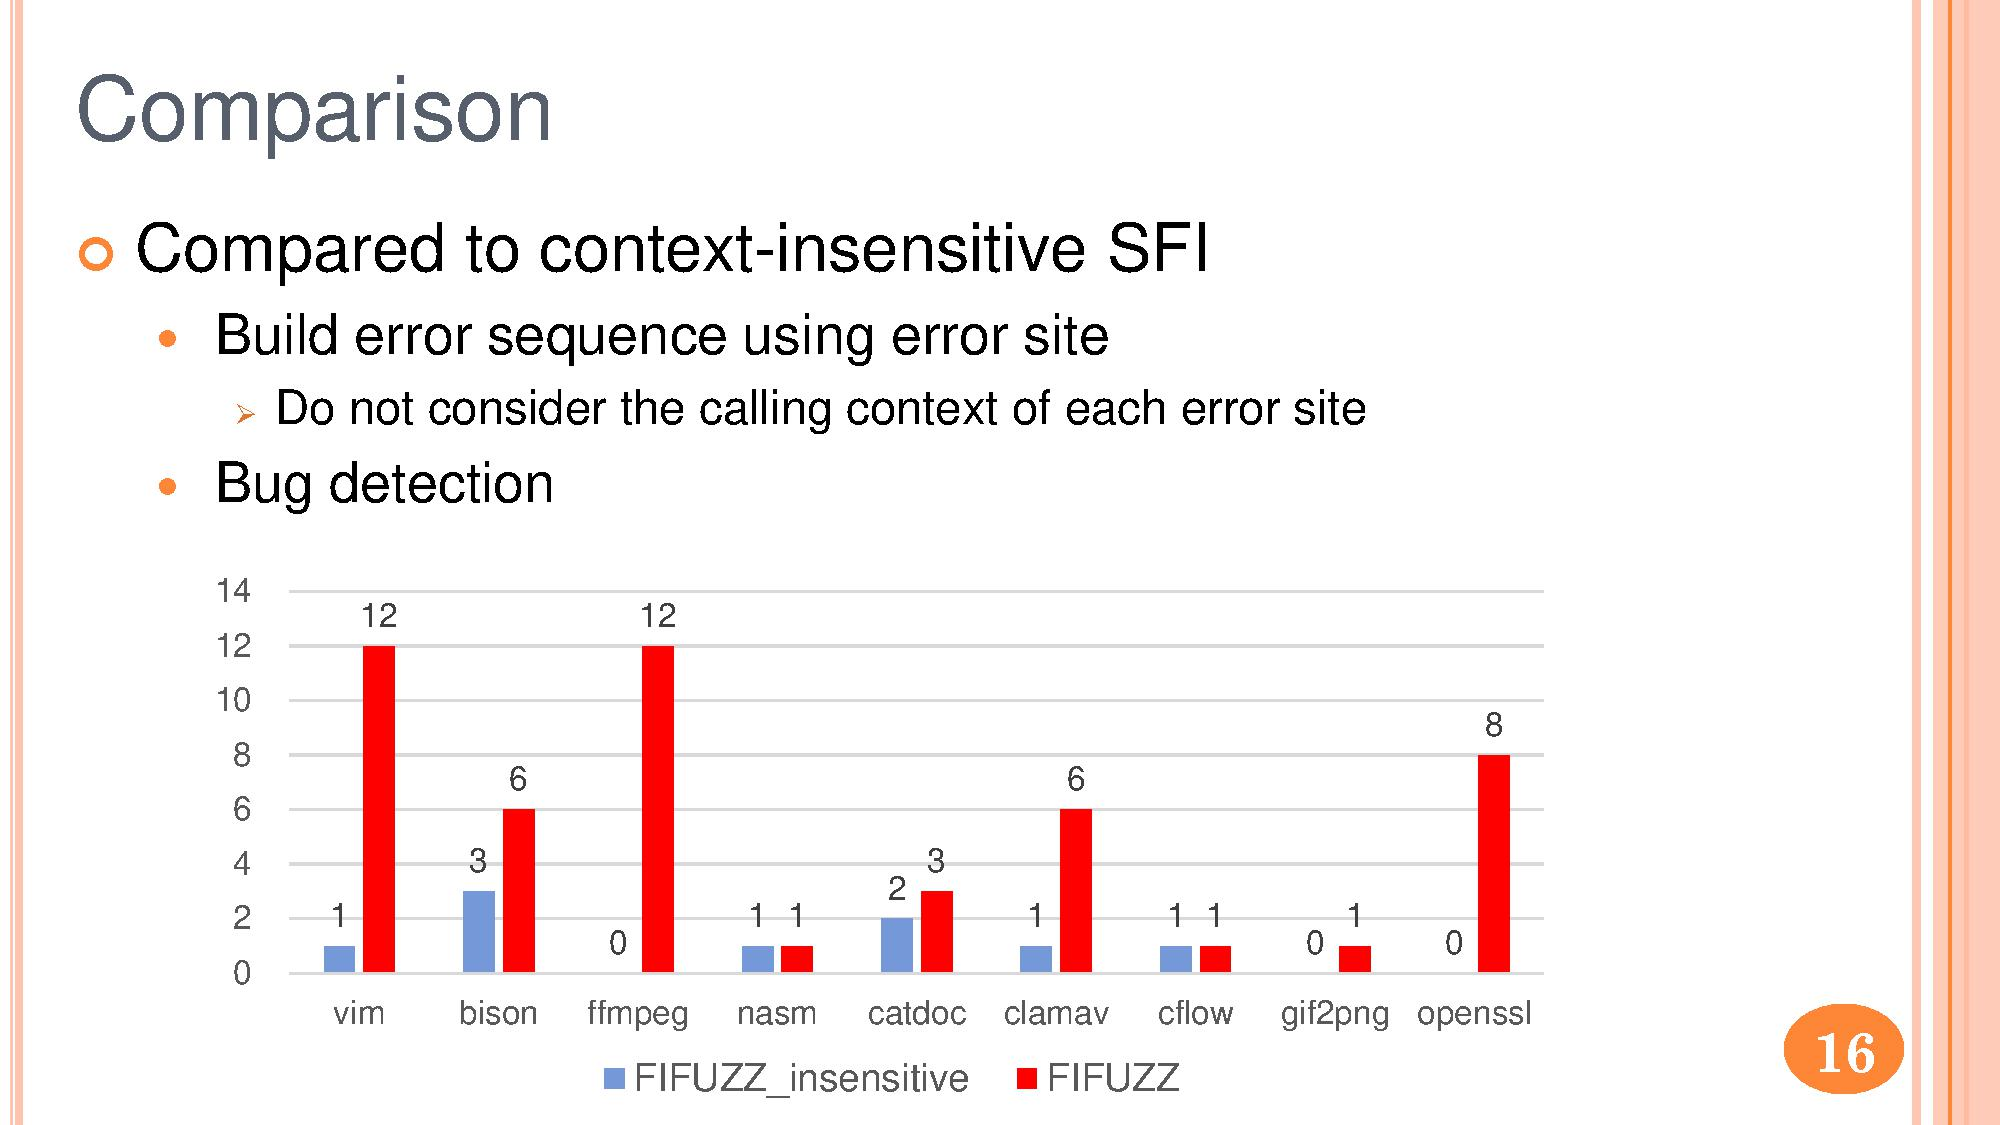 Comparison
Compared to context-insensitive SFI
Build error sequence using error site
Do not consider the calling context of each error site
Bug detection
14
12
10
8
6
4
2
0
1 12
3 6
0 12
1 1
2 3
1 6
1 1
0 1
0 8
vim bison ffmpeg nasm catdoc clamav cflow gif2png openssl
FIFUZZ_insensitive FIFUZZ
16